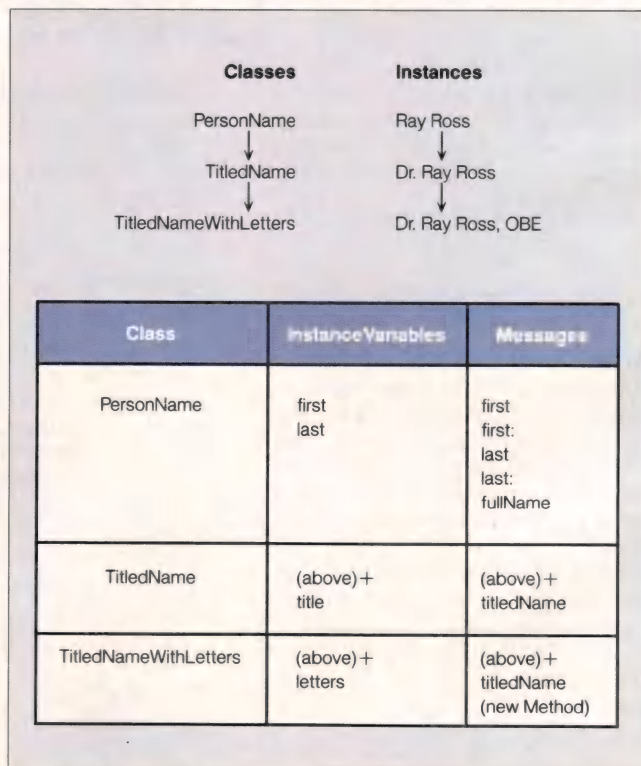 Classes Instances
PersonName Ray Ross
TitledName Dr. Ray Ross
TitledNameWithLetters Dr. Ray Ross, OBE
Class InstanceVariables Messages
PersonName first first
last first:
last
last:
fullName
TitledName (above)+ (above)+
title titledName
TitledNameWithLetters (above)+ (above)+
letters titledName
(new Method)